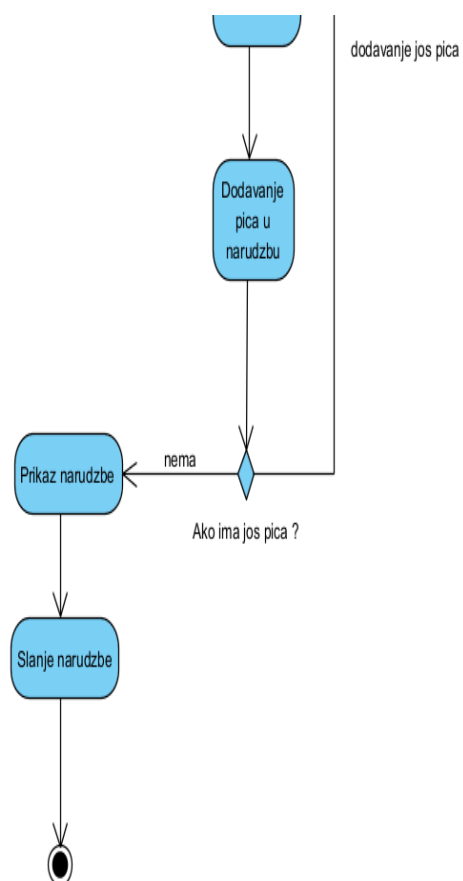 dodavanje jos pica
Dodavanje
pica u
narudzbu
nema
Prikaz narudzbe
Ako ima jos pica ?
Slanje narudzbe